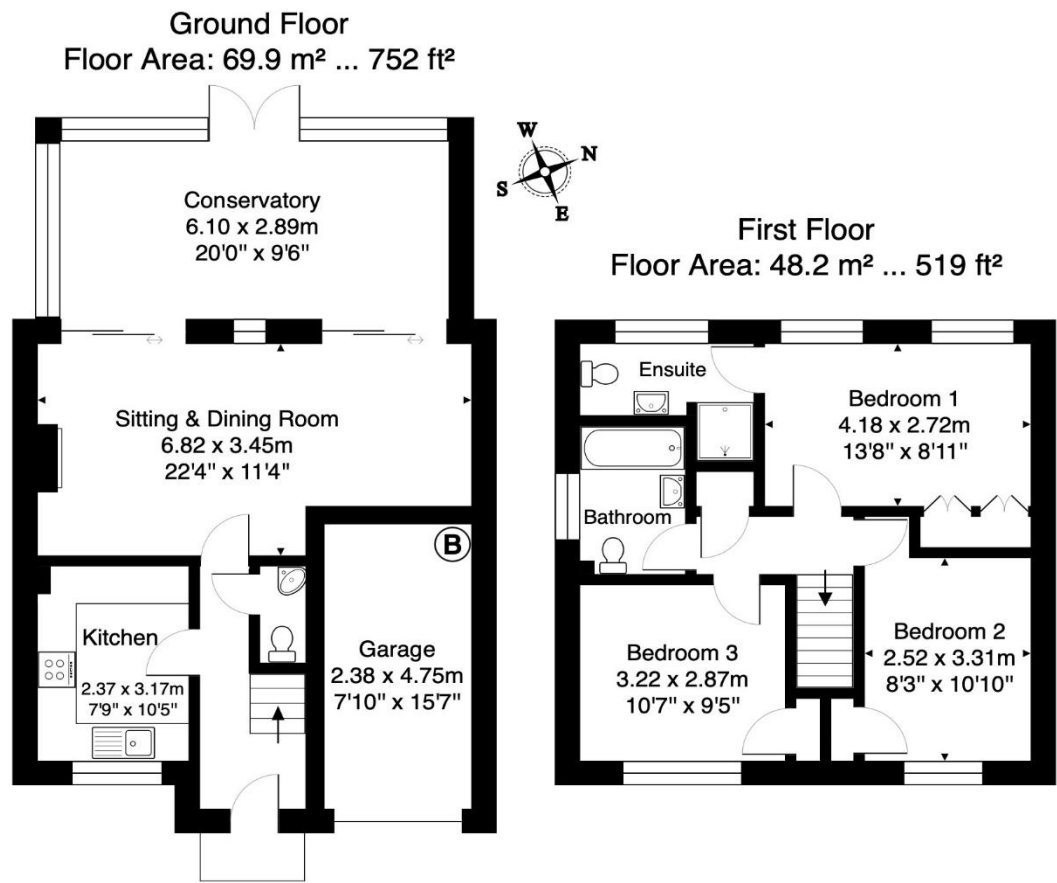 Ground Floor
Floor Area: 69.9 m² ... 752 ft²
Conservatory
6.10 x 2.89m
20'0" x 9'6"
W
N
S
E
Sitting & Dining Room
6.82 x 3.45m
22'4" x 11'4"
B
Kitchen
2.37 x 3.17m
7'9" x 10'5"
Garage
2.38 x 4.75m
7'10" x 15'7"
First Floor
Floor Area: 48.2 m² ... 519 ft²
Ensuite
Bedroom 1
4.18 x 2.72m
13'8" x 8'11"
Bathroom
Bedroom 3
3.22 x 2.87m
10'7" x 9'5"
Bedroom 2
2.52 x 3.31m
8'3" x 10'10"